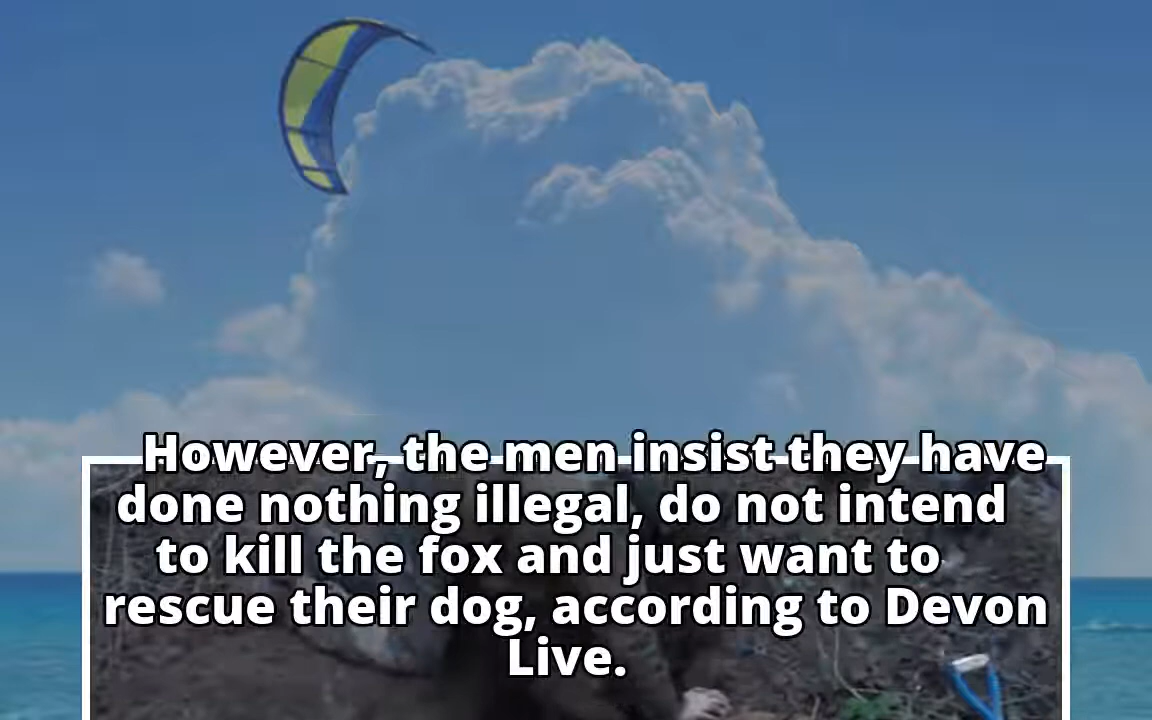 However, the men insist they have
done nothing illegal, do not intend
to kill the fox and just want to
rescue their dog, according to Devon
Live.